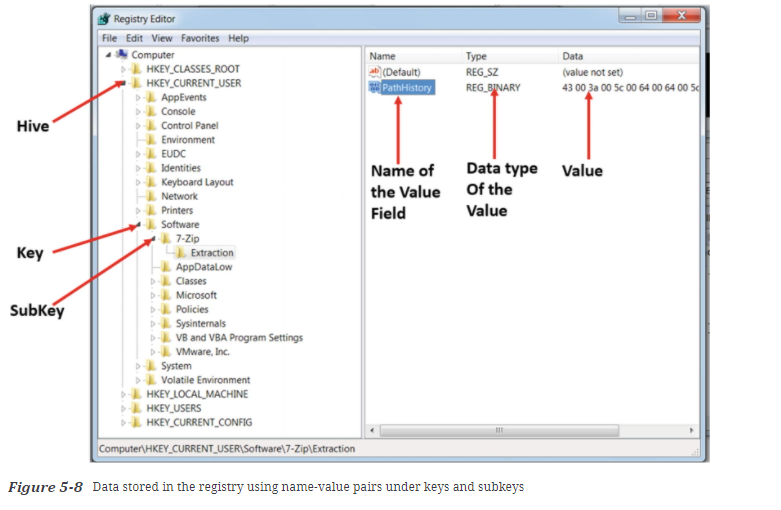 Registry Editor
File Edit View Favorites Help
Computer
HKEY_CLASSES_ROOT
HKEY_CURRENT_USER
AppEvents
Console
Control Panel
Environment
EUDC
Identities
Keyboard Layout
Network
Printers
Software
7-Zip
Extraction
AppDataLow
Classes
Microsoft
Policies
Sysinternals
VB and VBA Program Settings
VMware, Inc.
System
Volatile Environment
HKEY_LOCAL_MACHINE
HKEY_USERS
HKEY_CURRENT_CONFIG
Hive
Key
SubKey
Name Type Data
ab (Default) REG_SZ (value not set)
PathHistory REG_BINARY 43 00 3a 00 5c 00 64 00 64 00 5c
Name of
the Value
Field
Data type
Of the
Value
Value
Computer\HKEY_CURRENT_USER\Software\7-Zip\Extraction
Figure 5-8 Data stored in the registry using name-value pairs under keys and subkeys